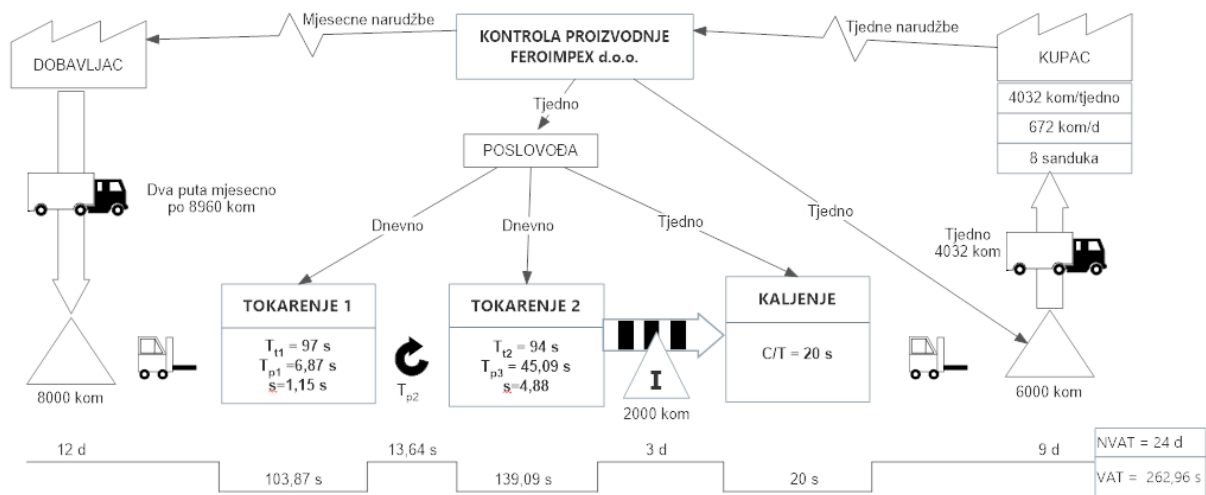 Mjesecne narudžbe
Tjedne narudžbe
DOBAVLJAC
KONTROLA PROIZVODNJE
FEROIMPEX d.o.o.
KUPAC
4032 kom/tjedno
672 kom/d
8 sanduka
Tjedno
POSLOVOĐA
Dva puta mjesecno
po 8960 kom
Dnevno
Dnevno
Tjedno
Tjedno
Tjedno
4032 kom
TOKARENJE 1
Tt1 = 97 s
Tp1 =6,87 s
s=1,15 s
Tp2
TOKARENJE 2
Tt2 = 94 s
Tp3 = 45,09 s
s=4,88
I
KALJENJE
C/T = 20 s
8000 kom
2000 kom
6000 kom
12 d
13,64 s
3 d
9 d
NVAT = 24 d
103,87 s
139,09 s
20 s
VAT = 262,96 s